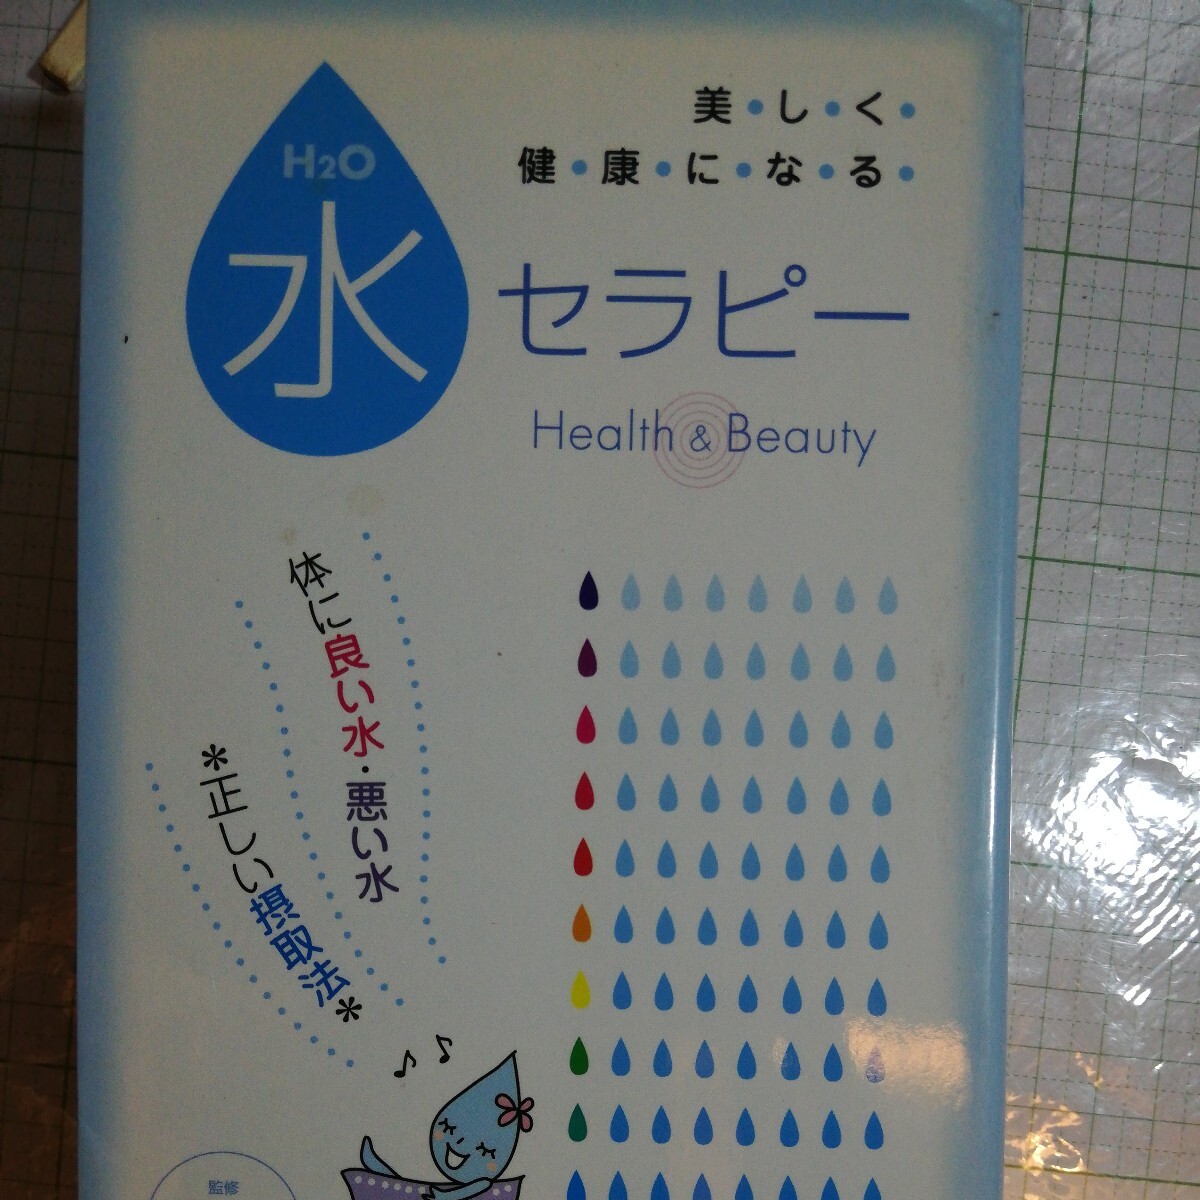 美・し・く・
健・康・に・な・る・
H2O
水
セラピー
Health & Beauty
体に良い水・悪い水
*正しい摂取法*
監修